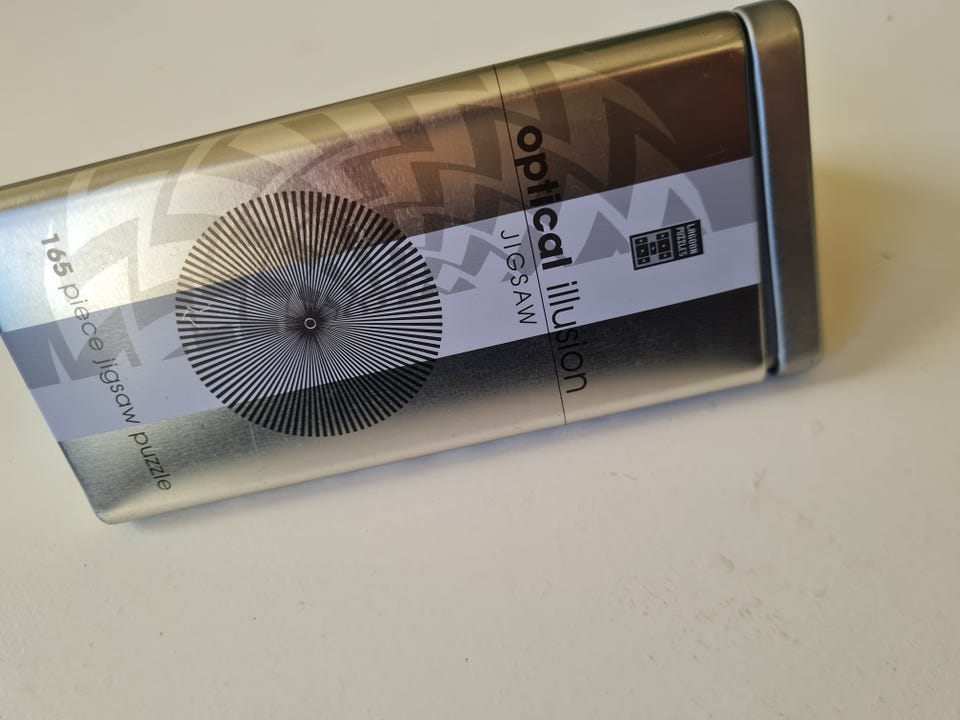 LAGOON
PUZZLES
optical illusion
JIGSAW
165 piece jigsaw puzzle